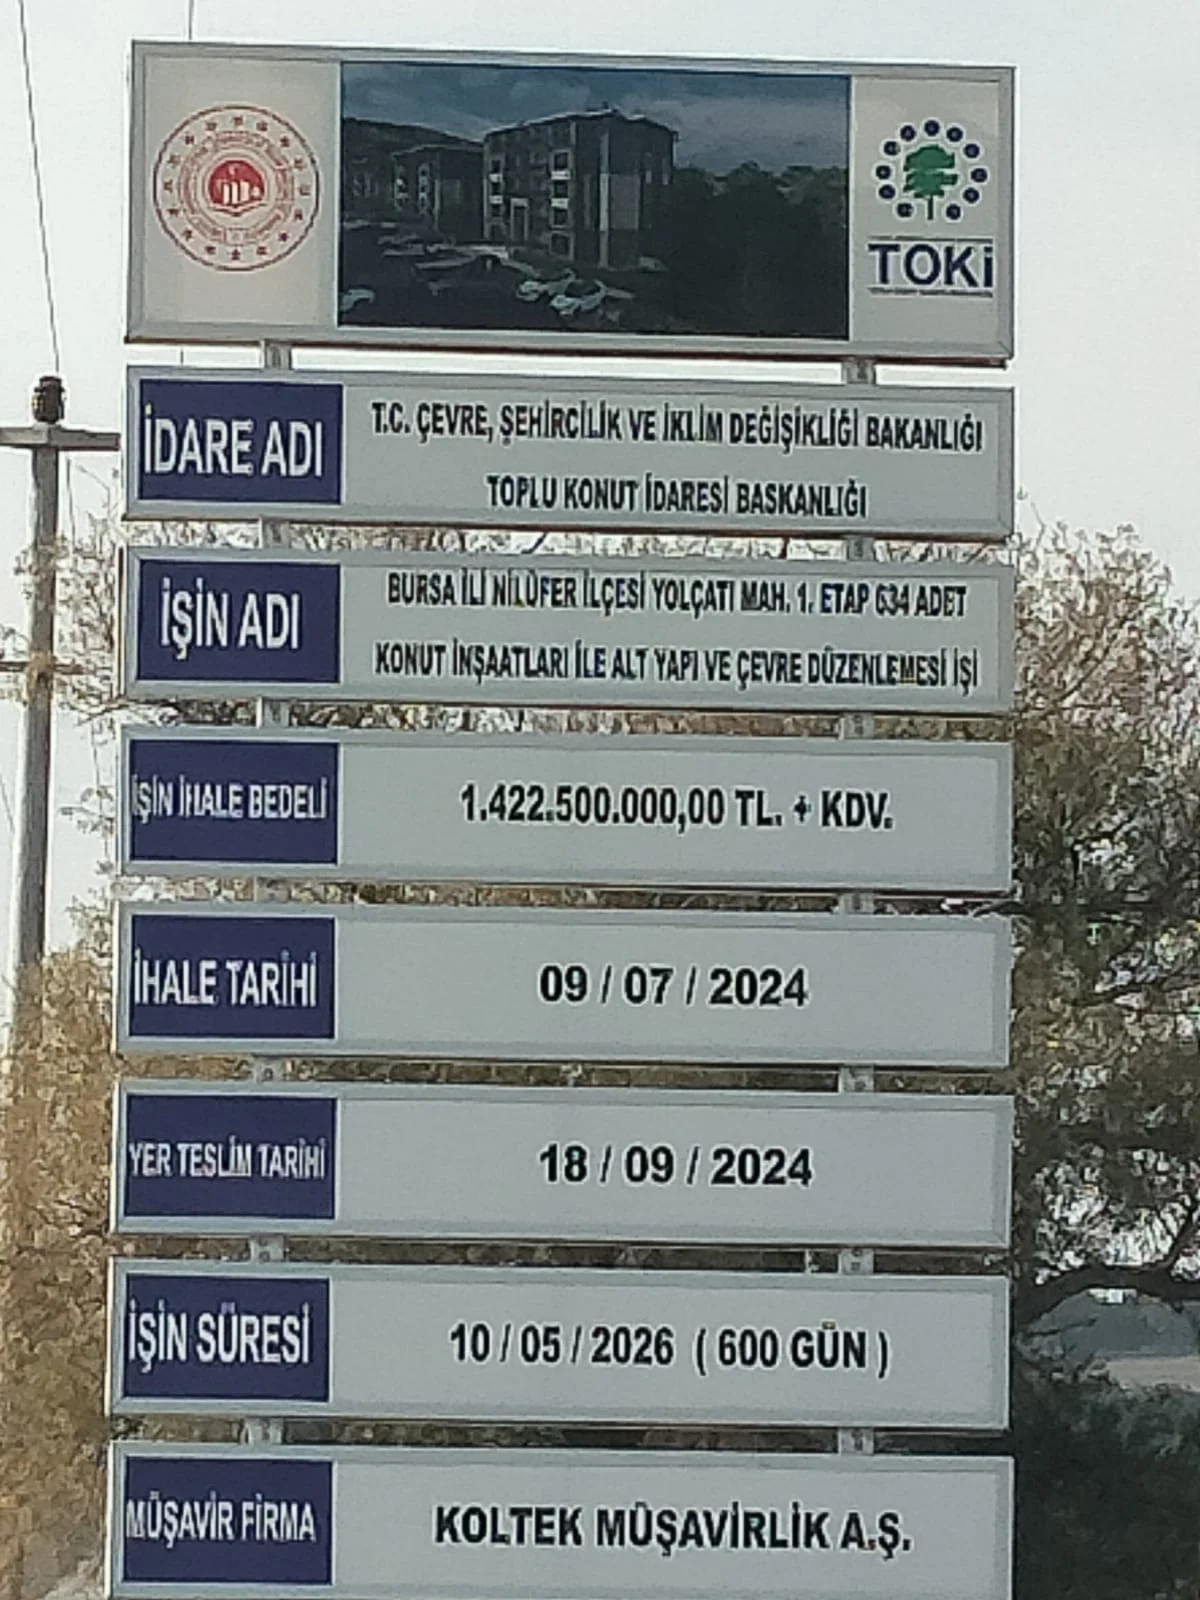 TOKİ
İDARE ADI
T.C. ÇEVRE, ŞEHİRCİLİK VE İKLİM DEĞİŞİKLİĞİ BAKANLIĞI
TOPLU KONUT İDARESİ BASKANLIĞI
İŞİN ADI
BURSA İLİ NİLÜFER İLÇESİ YOLÇATI MAH. 1. ETAP 634 ADET
KONUT İNŞAATLARI İLE ALT YAPI VE ÇEVRE DÜZENLEMESİ İŞİ
İŞİN İHALE BEDELİ
1.422.500.000,00 TL. + KDV.
İHALE TARİHİ
09 / 07 / 2024
YER TESLİM TARİHİ
18 / 09 / 2024
İŞİN SÜRESİ
10 / 05 / 2026 ( 600 GÜN )
MÜŞAVİR FİRMA
KOLTEK MÜŞAVİRLİK A.Ş.